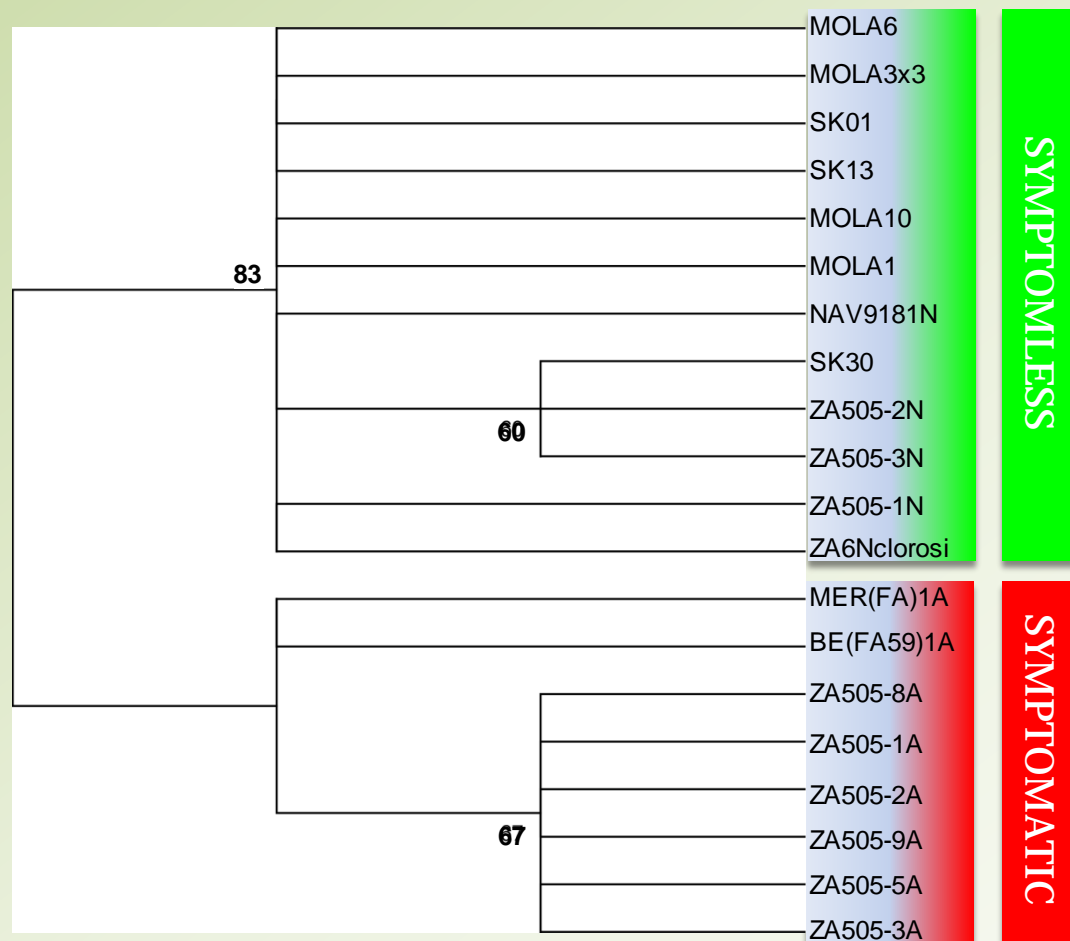 MOLA6
MOLA3x3
SK01
SK13
MOLA10
83
MOLA1
NAV9181N
SK30
ZA505-2N
60
ZA505-3N
ZA505-1N
ZA6Nclorosi
SYMPTOMLESS
MER(FA)1A
BE(FA59)1A
ZA505-8A
ZA505-1A
ZA505-2A
67
ZA505-9A
ZA505-5A
ZA505-3A
SYMPTOMATIC